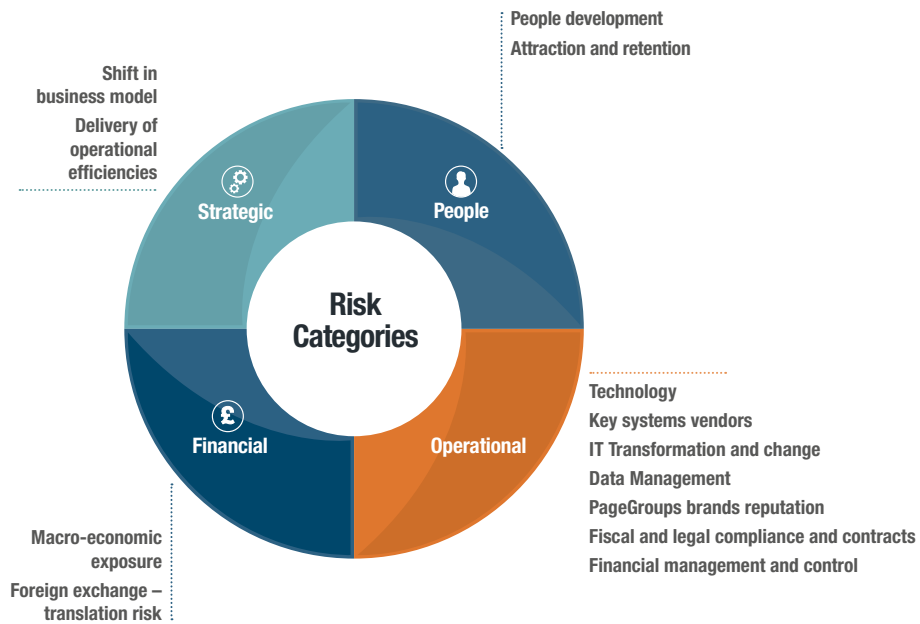 People development
Attraction and retention
Shift in
business model
Delivery of
operational
efficiencies
Strategic
People
Risk
Categories
£
Financial
Operational
Technology
Key systems vendors
IT Transformation and change
Data Management
PageGroups brands reputation
Fiscal and legal compliance and contracts
Financial management and control
Macro-economic
exposure
Foreign exchange –
translation risk